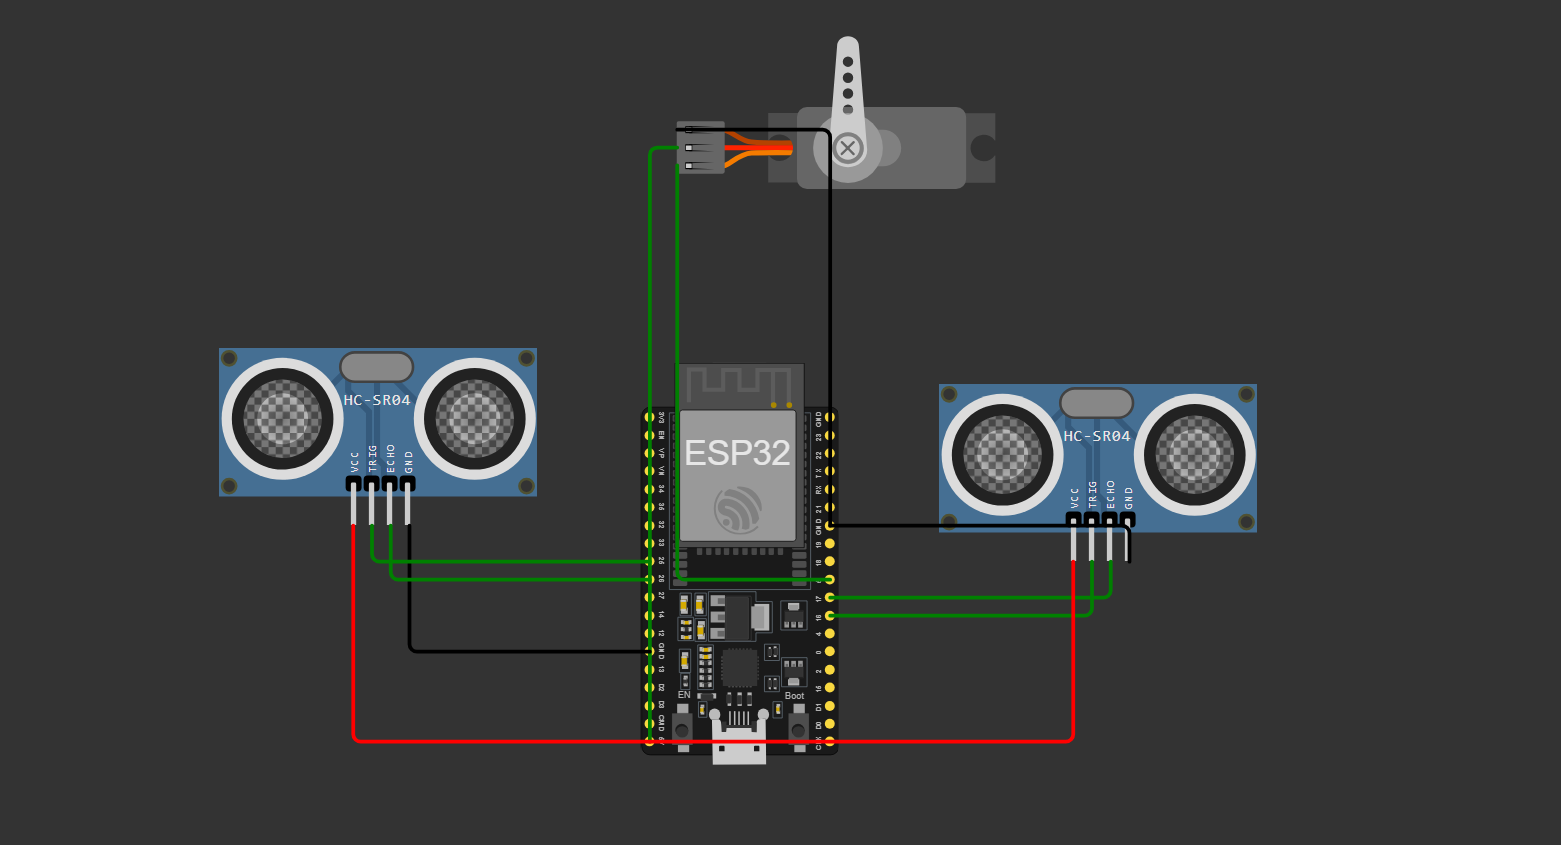 HC-SR04
VCC
TRIG
ECHO
GND
ESP32
3V3
EN
VP
VN
34
35
32
33
25
26
27
14
12
GND
13
D2
D3
CMD
5V
GND
23
22
TX
RX
21
GND
19
18
5
17
16
4
0
2
15
D1
D0
CLK
EN
Boot
HC-SR04
VCC
TRIG
ECHO
GND